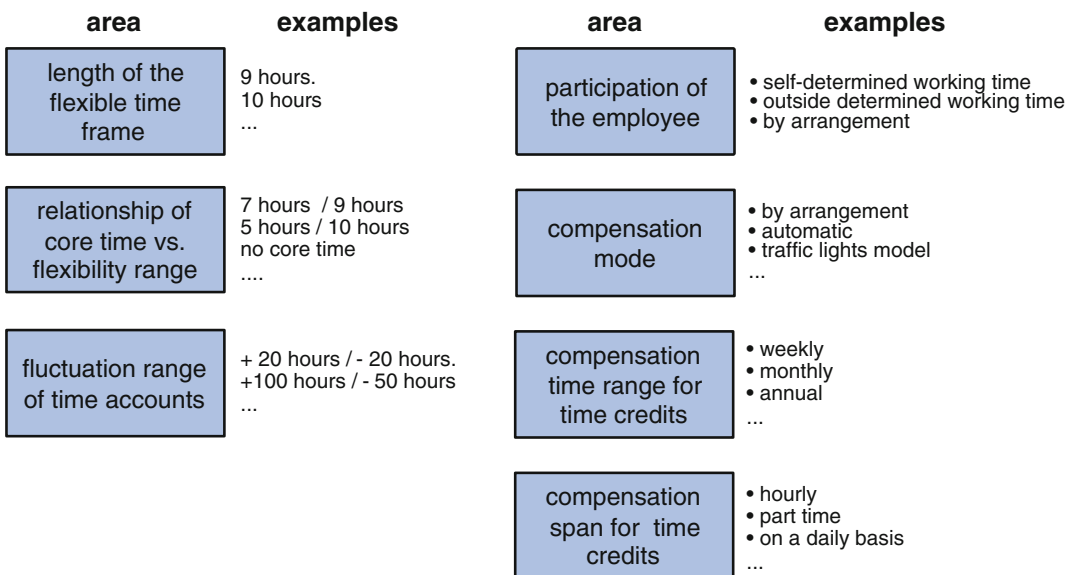 area examples
length of the
flexible time
frame
9 hours.
10 hours
...
relationship of
core time vs.
flexibility range
7 hours / 9 hours
5 hours / 10 hours
no core time
....
fluctuation range
of time accounts
+ 20 hours / - 20 hours.
+100 hours / - 50 hours
...
area examples
participation of
the employee
• self-determined working time
• outside determined working time
• by arrangement
compensation
mode
• by arrangement
• automatic
• traffic lights model
...
compensation
time range for
time credits
• weekly
• monthly
• annual
...
compensation
span for time
credits
• hourly
• part time
• on a daily basis
...